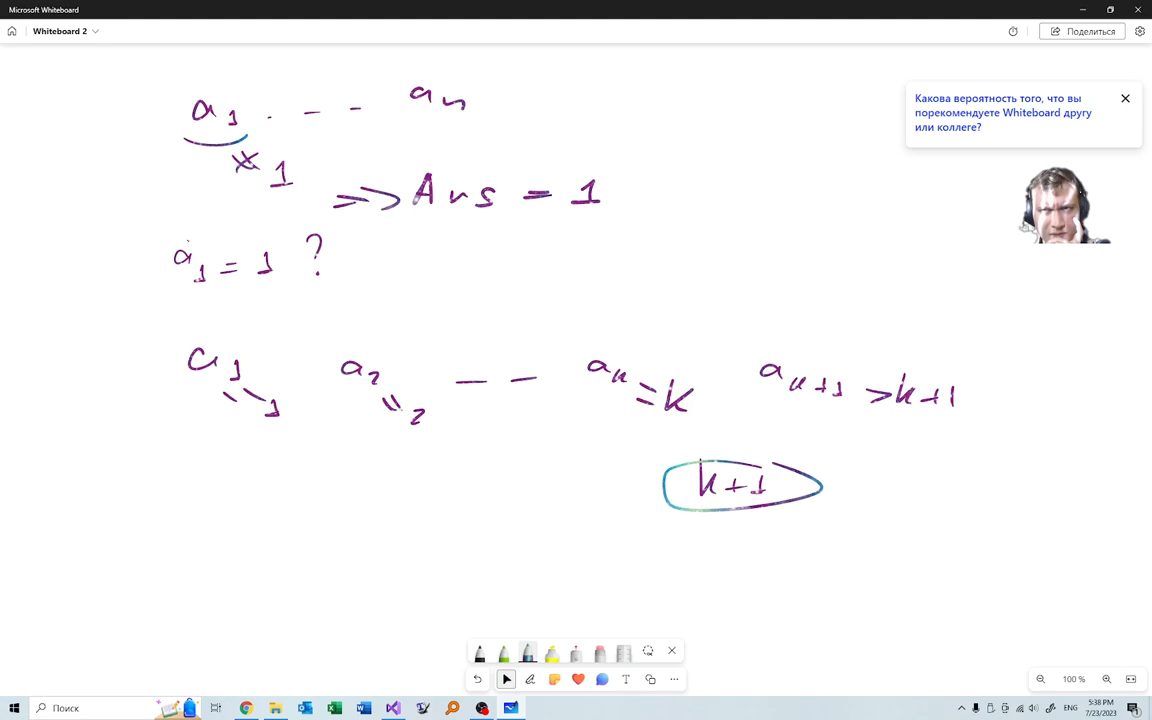 Microsoft Whiteboard
Whiteboard 2
Поделиться
Какова вероятность того, что вы
порекомендуете Whiteboard другу
или коллеге?
a1 . - - an
≠ 1
=> Ans = 1
a1 = 1 ?
a1 a2 - - ak = k ak+1 > k+1
= 1 = 2
k+1
100 %
Поиск
ENG
5:38 PM
7/23/2023